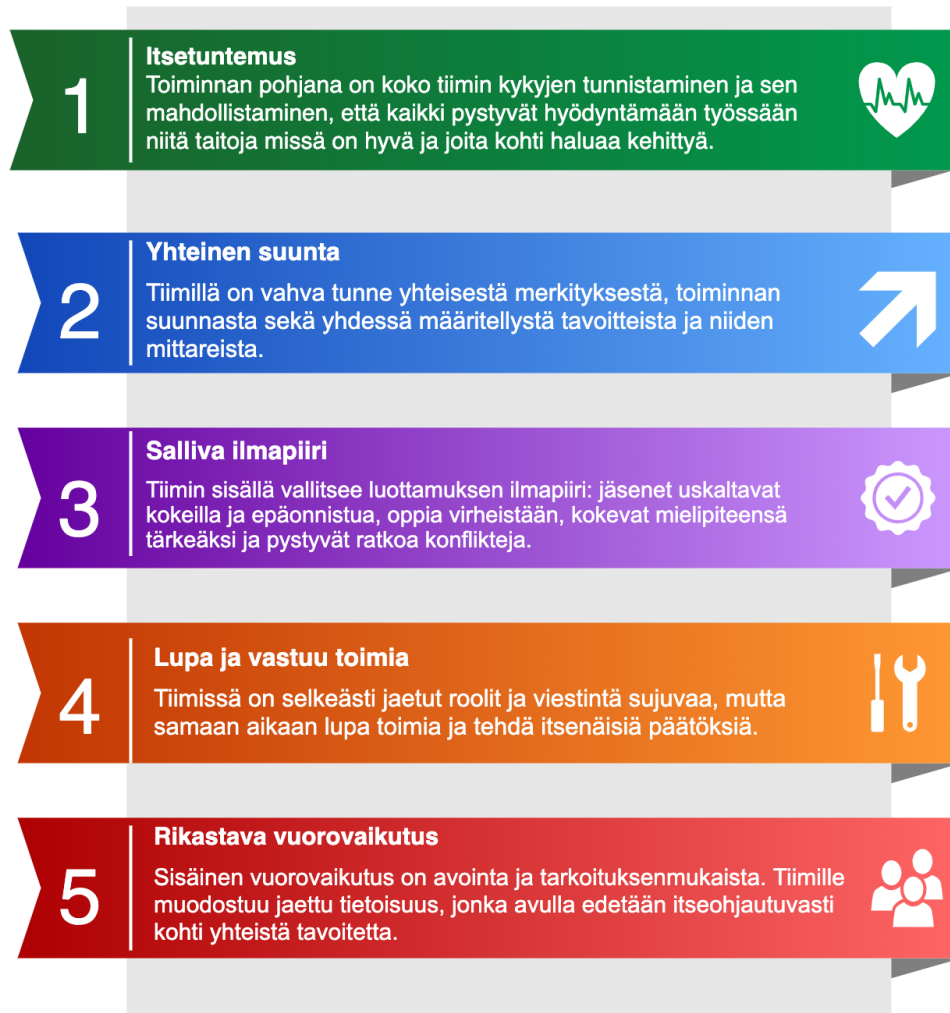 1
Itsetuntemus
Toiminnan pohjana on koko tiimin kykyjen tunnistaminen ja sen
mahdollistaminen, että kaikki pystyvät hyödyntämään työssään
niitä taitoja missä on hyvä ja joita kohti haluaa kehittyä.
2
Yhteinen suunta
Tiimillä on vahva tunne yhteisestä merkityksestä, toiminnan
suunnasta sekä yhdessä määritellystä tavoitteista ja niiden
mittareista.
3
Salliva ilmapiiri
Tiimin sisällä vallitsee luottamuksen ilmapiiri: jäsenet uskaltavat
kokeilla ja epäonnistua, oppia virheistään, kokevat mielipiteensä
tärkeäksi ja pystyvät ratkoa konflikteja.
4
Lupa ja vastuu toimia
Tiimissä on selkeästi jaetut roolit ja viestintä sujuvaa, mutta
samaan aikaan lupa toimia ja tehdä itsenäisiä päätöksiä.
5
Rikastava vuorovaikutus
Sisäinen vuorovaikutus on avointa ja tarkoituksenmukaista. Tiimille
muodostuu jaettu tietoisuus, jonka avulla edetään itseohjautuvasti
kohti yhteistä tavoitetta.